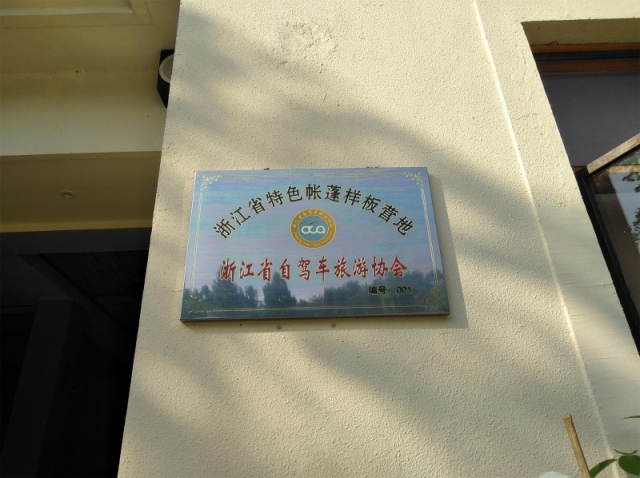 浙江省特色帐蓬样板营地
浙江省自驾车旅游协会
编号：001